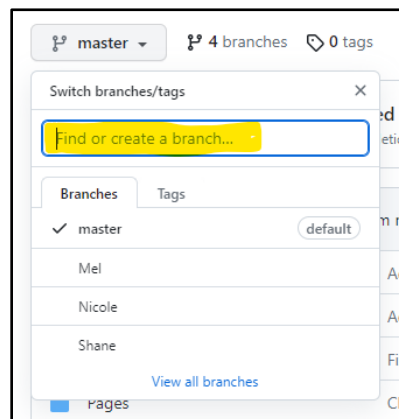 master 4 branches 0 tags
Switch branches/tags
Find or create a branch...
Branches Tags
master default
Mel
Nicole
Shane
View all branches
Pages